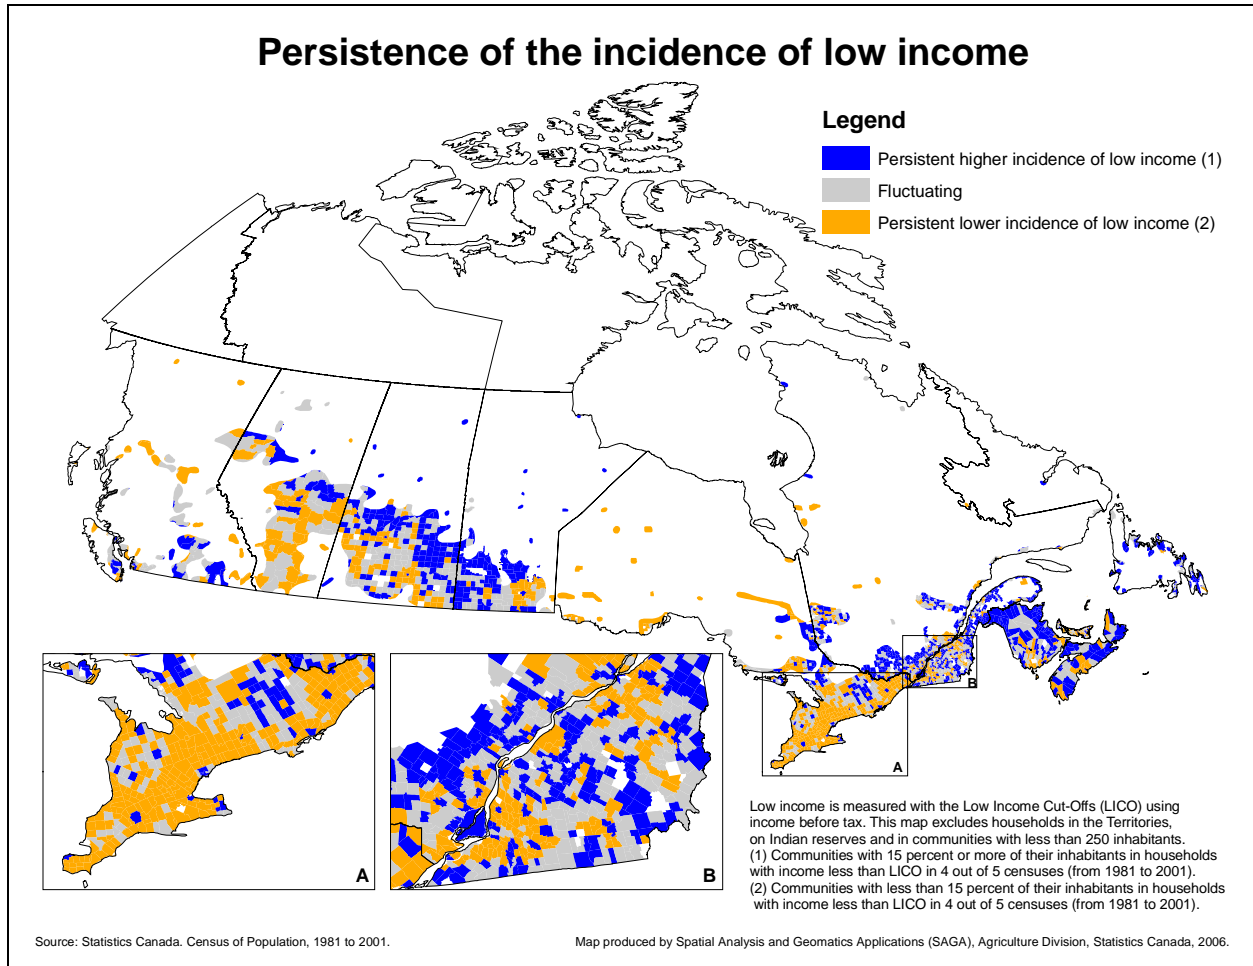 Persistence of the incidence of low income
Legend
Persistent higher incidence of low income (1)
Fluctuating
Persistent lower incidence of low income (2)
B
A
A
B
Low income is measured with the Low Income Cut-Offs (LICO) using
income before tax. This map excludes households in the Territories,
on Indian reserves and in communities with less than 250 inhabitants.
(1) Communities with 15 percent or more of their inhabitants in households
with income less than LICO in 4 out of 5 censuses (from 1981 to 2001).
(2) Communities with less than 15 percent of their inhabitants in households
with income less than LICO in 4 out of 5 censuses (from 1981 to 2001).
Source: Statistics Canada. Census of Population, 1981 to 2001.
Map produced by Spatial Analysis and Geomatics Applications (SAGA), Agriculture Division, Statistics Canada, 2006.